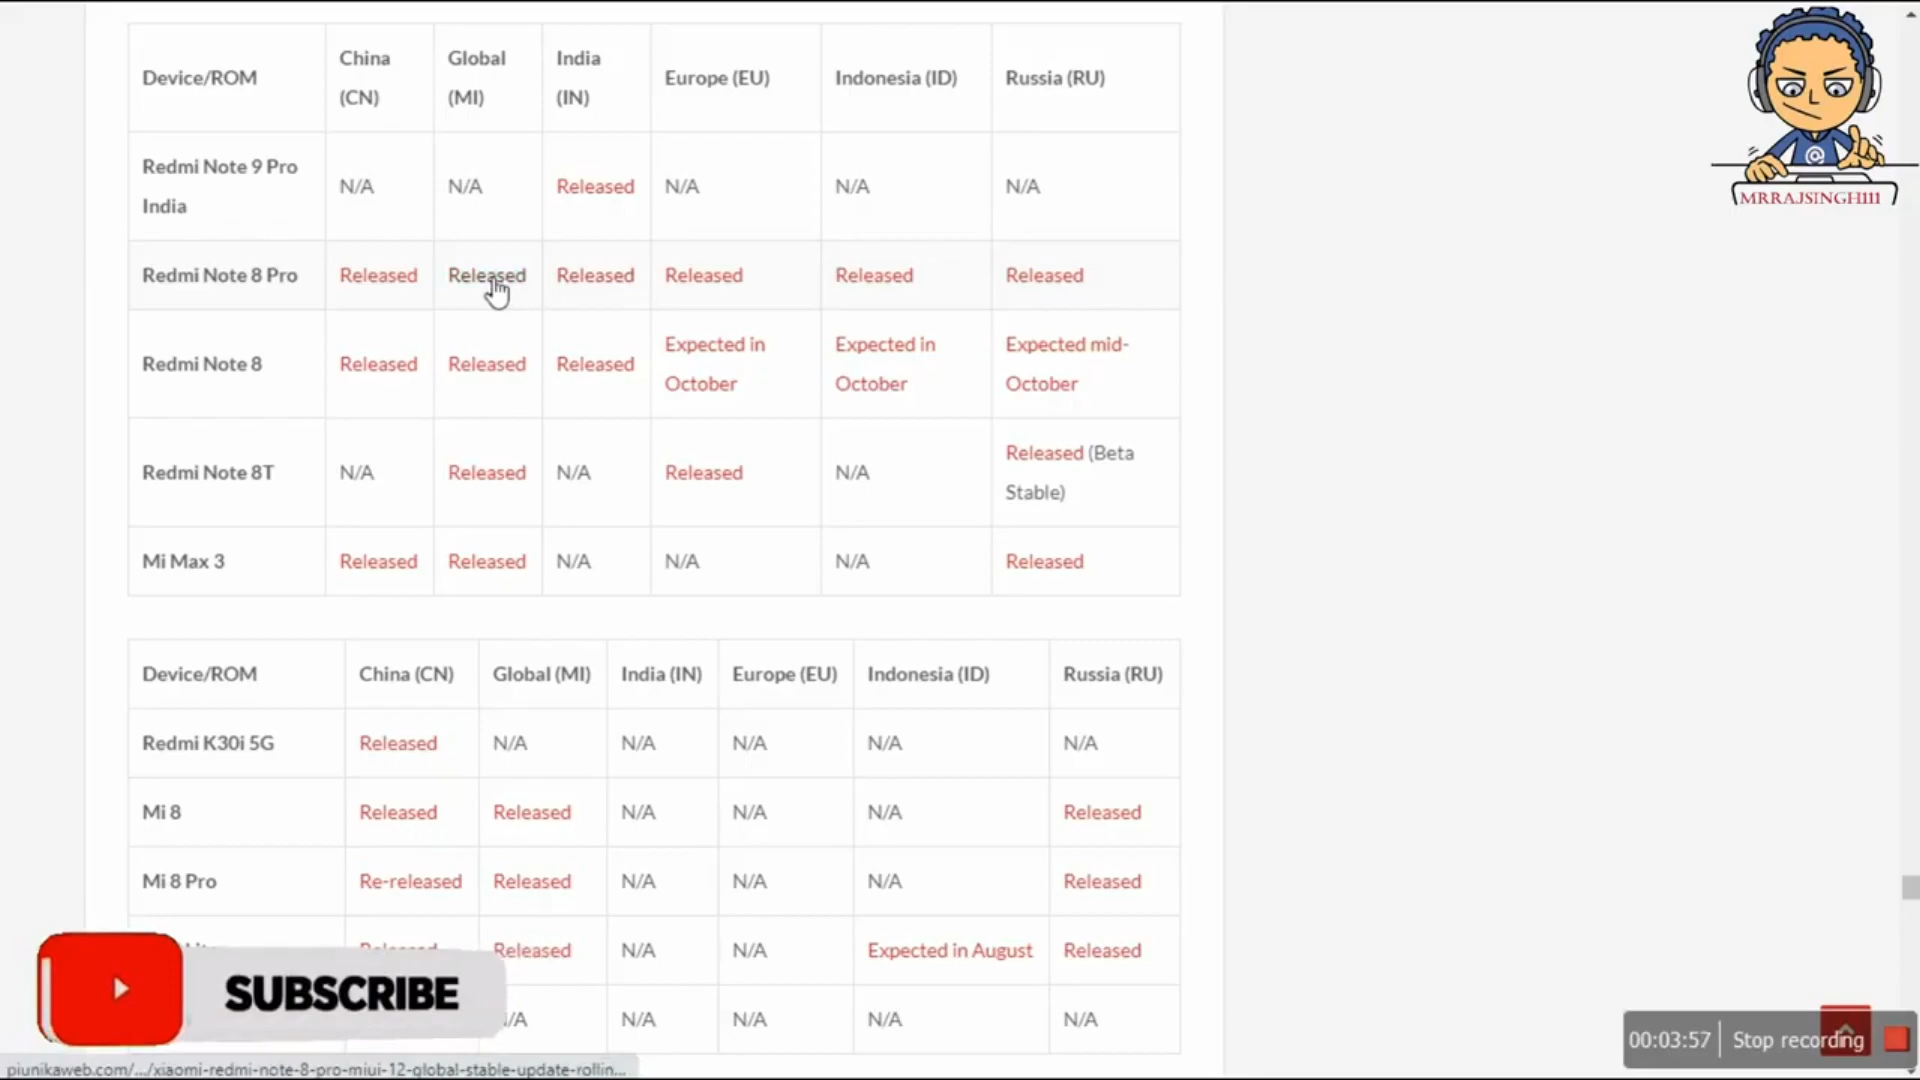 Device/ROM China (CN) Global (MI) India (IN) Europe (EU) Indonesia (ID) Russia (RU)
Redmi Note 9 Pro India N/A N/A Released N/A N/A N/A
Redmi Note 8 Pro Released Released Released Released Released Released
Redmi Note 8 Released Released Released Expected in October Expected in October Expected mid-October
Redmi Note 8T N/A Released N/A Released N/A Released (Beta Stable)
Mi Max 3 Released Released N/A N/A N/A Released
Device/ROM China (CN) Global (MI) India (IN) Europe (EU) Indonesia (ID) Russia (RU)
Redmi K30i 5G Released N/A N/A N/A N/A N/A
Mi 8 Released Released N/A N/A N/A Released
Mi 8 Pro Re-released Released N/A N/A N/A Released
Released N/A N/A Expected in August Released
N/A N/A N/A N/A N/A
SUBSCRIBE
piunikaweb.com/.../xiaomi-redmi-note-8-pro-miui-12-global-stable-update-rollin...
MRRAJSINGH111
00:03:57 Stop recording